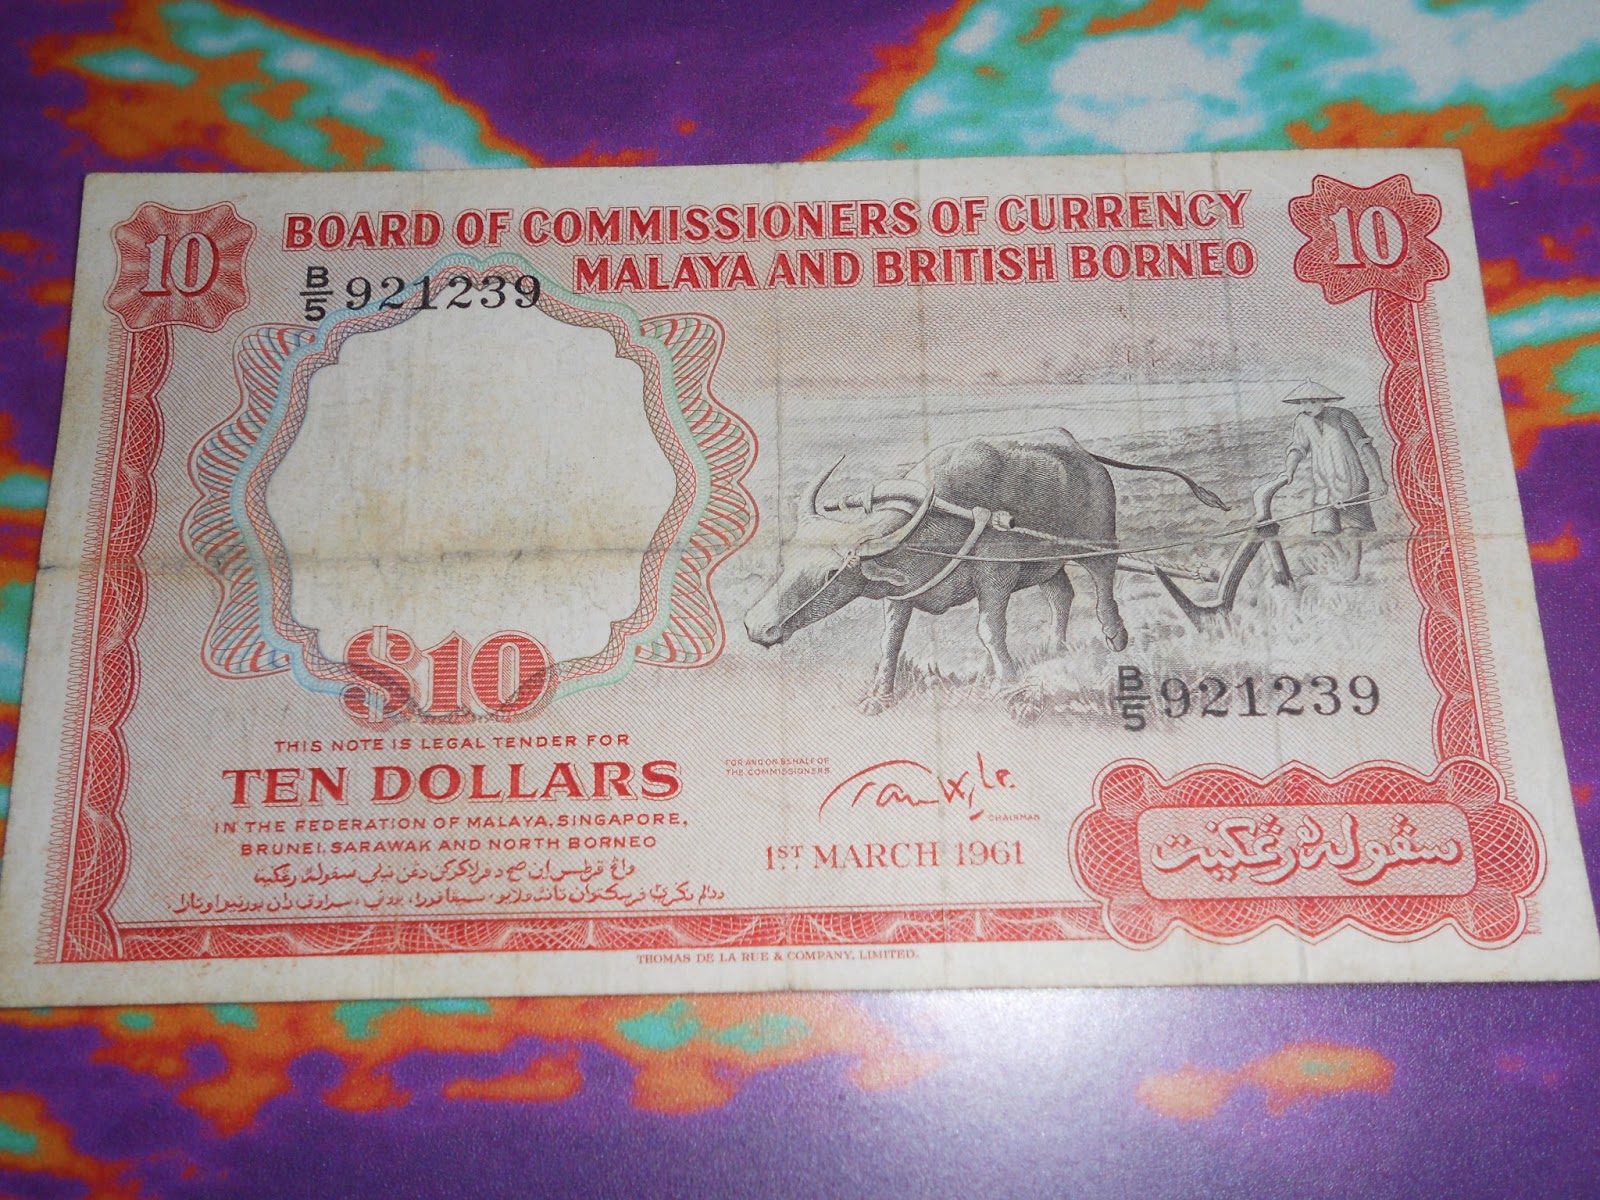 10
BOARD OF COMMISSIONERS OF CURRENCY
MALAYA AND BRITISH BORNEO
10
B/5 921239
$10
B/5 921239
THIS NOTE IS LEGAL TENDER FOR
TEN DOLLARS
IN THE FEDERATION OF MALAYA, SINGAPORE,
BRUNEI, SARAWAK AND NORTH BORNEO
FOR AND ON BEHALF OF
THE COMMISSIONERS
CHAIRMAN
1ST MARCH 1961
سڤوله رڠݢيت
THOMAS DE LA RUE & COMPANY, LIMITED.